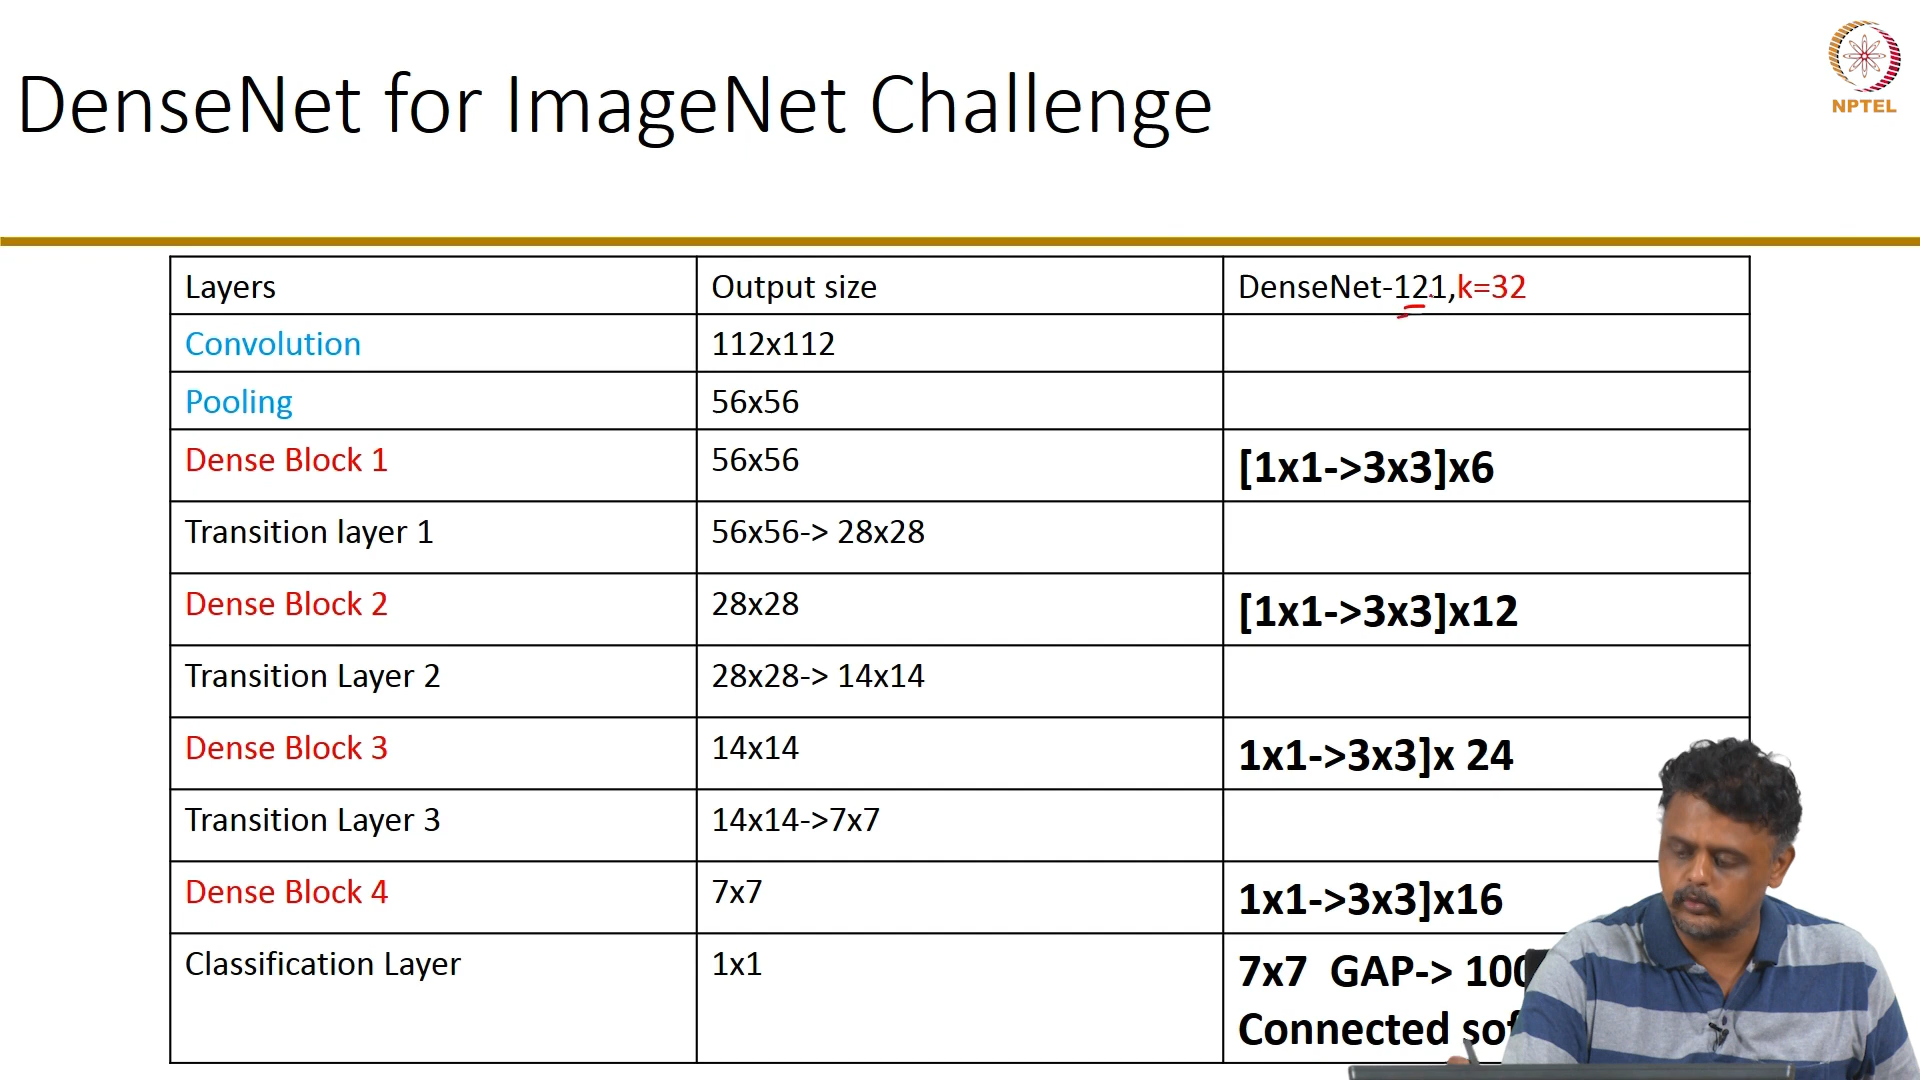 DenseNet for ImageNet Challenge
NPTEL
Layers Output size DenseNet-121,k=32
Convolution 112x112
Pooling 56x56
Dense Block 1 56x56 [1x1->3x3]x6
Transition layer 1 56x56-> 28x28
Dense Block 2 28x28 [1x1->3x3]x12
Transition Layer 2 28x28-> 14x14
Dense Block 3 14x14 1x1->3x3]x 24
Transition Layer 3 14x14->7x7
Dense Block 4 7x7 1x1->3x3]x16
Classification Layer 1x1 7x7 GAP->
Connected